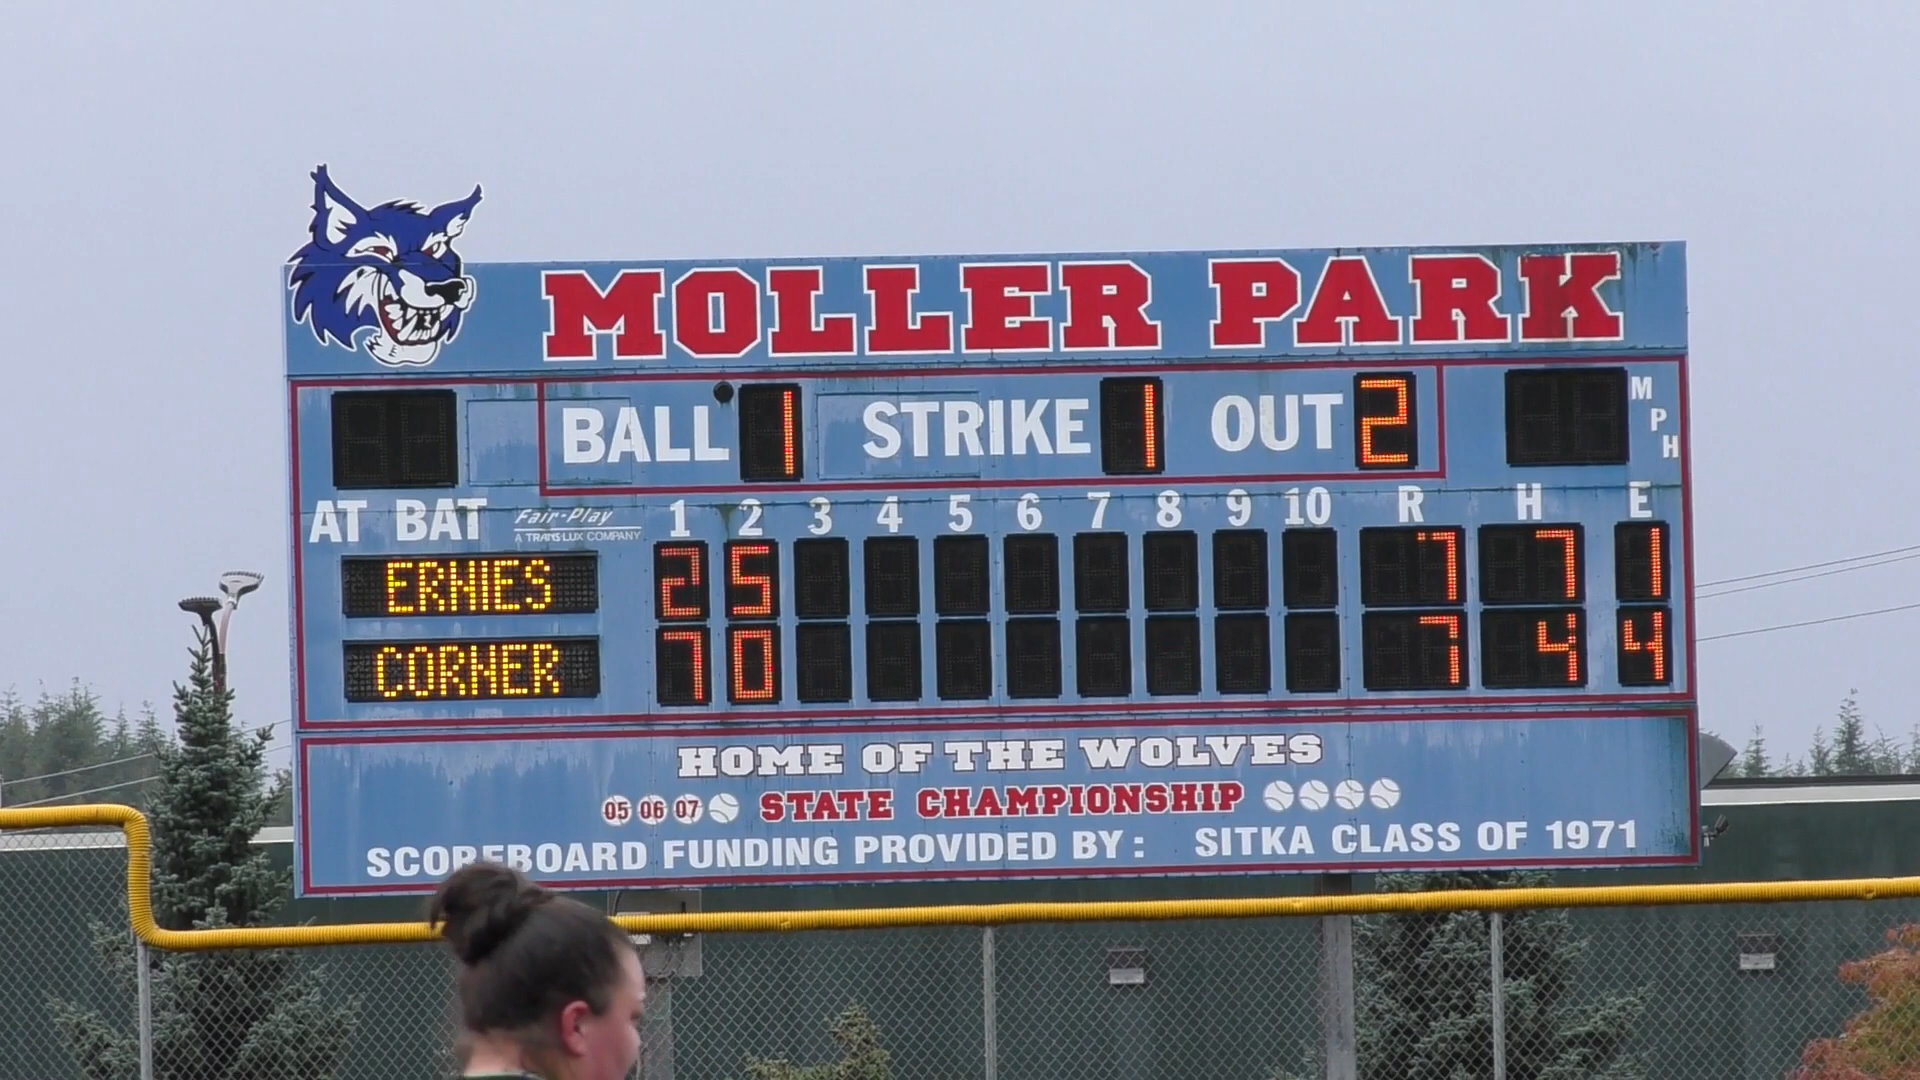 MOLLER PARK
BALL 1 STRIKE 1 OUT 2 MPH
AT BAT Fair-Play 1 2 3 4 5 6 7 8 9 10 R H E
A TRANS-LUX COMPANY
ERNIES 2 5 7 7 1
CORNER 7 0 7 4 4
HOME OF THE WOLVES
05 06 07 STATE CHAMPIONSHIP
SCOREBOARD FUNDING PROVIDED BY: SITKA CLASS OF 1971